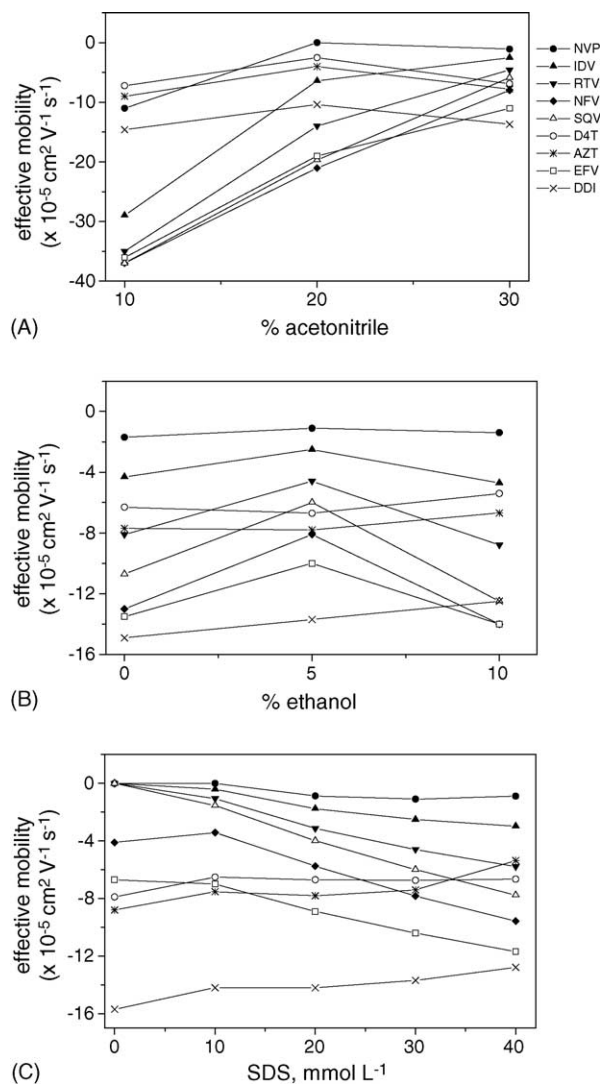 0
-10
-20
-30
-40
effective mobility
(x 10⁻⁵ cm² V⁻¹ s⁻¹)
10
20
30
(A)
% acetonitrile
NVP
IDV
RTV
NFV
SQV
D4T
AZT
EFV
DDI
0
-4
-8
-12
-16
effective mobility
(x 10⁻⁵ cm² V⁻¹ s⁻¹)
0
5
10
(B)
% ethanol
0
-4
-8
-12
-16
effective mobility
(x 10⁻⁵ cm² V⁻¹ s⁻¹)
0
10
20
30
40
(C)
SDS, mmol L⁻¹